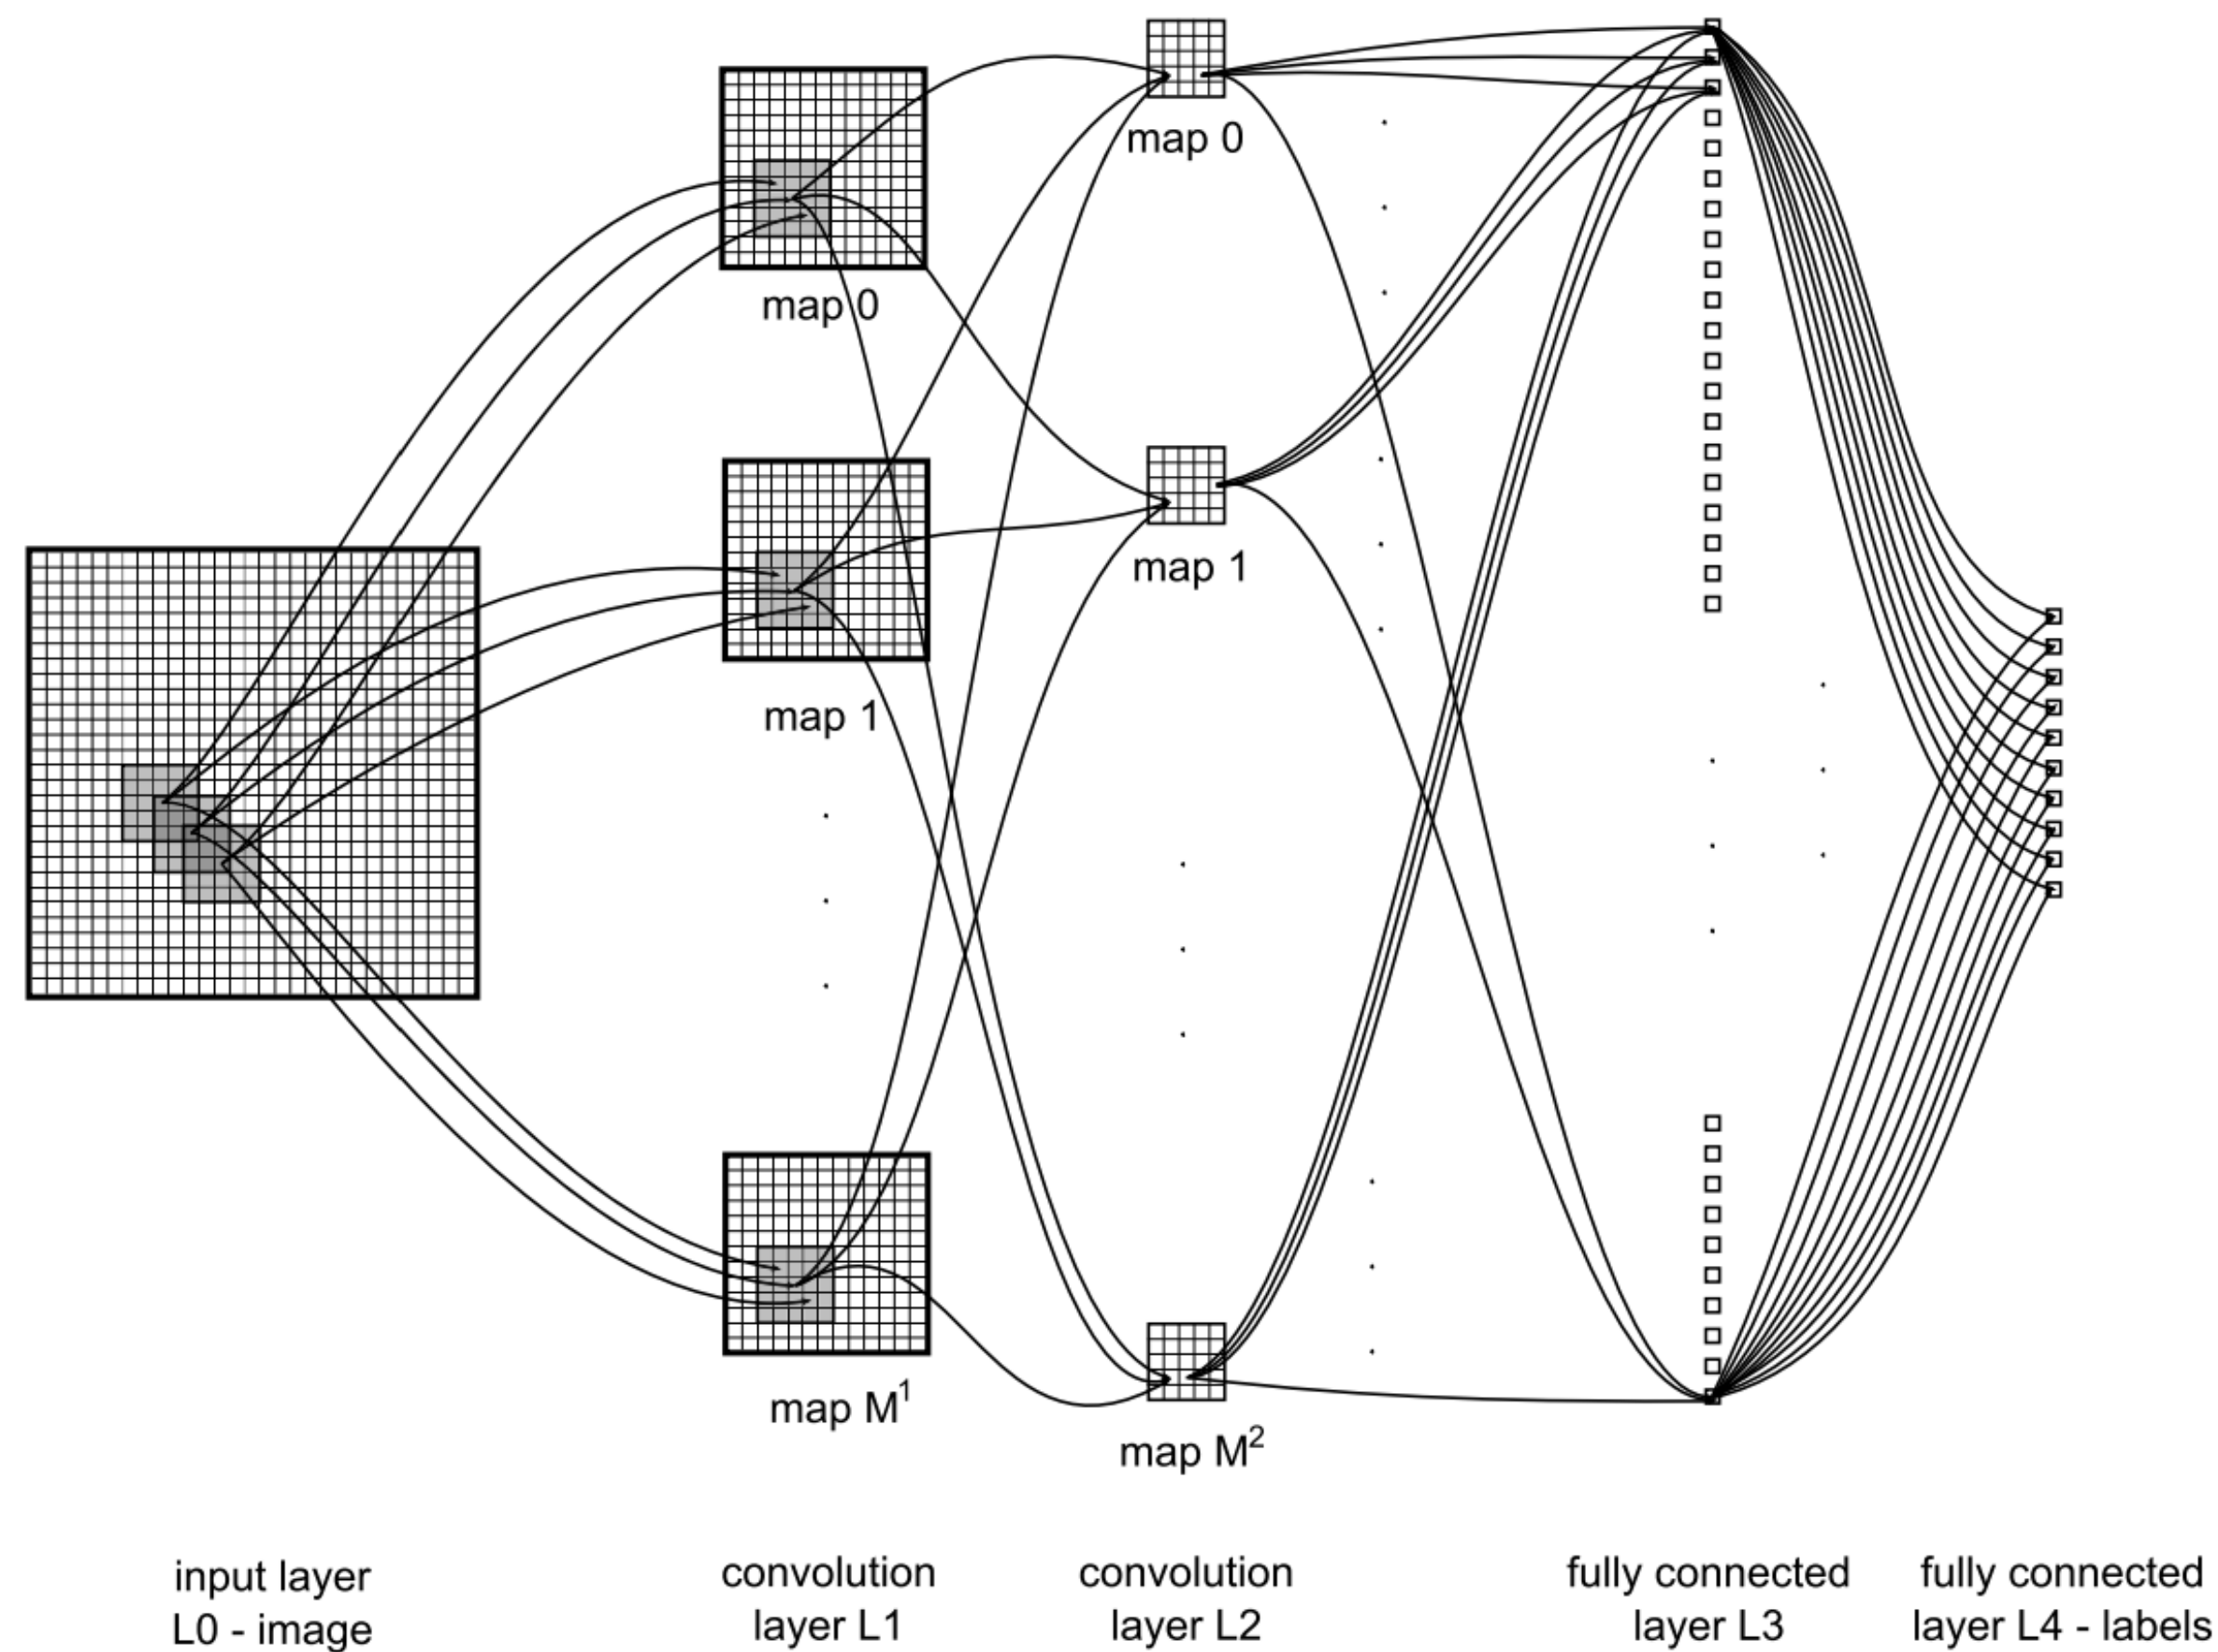 map 0
map 0
map 1
map 1
map M¹
map M²
input layer
L0 - image
convolution
layer L1
convolution
layer L2
fully connected
layer L3
fully connected
layer L4 - labels